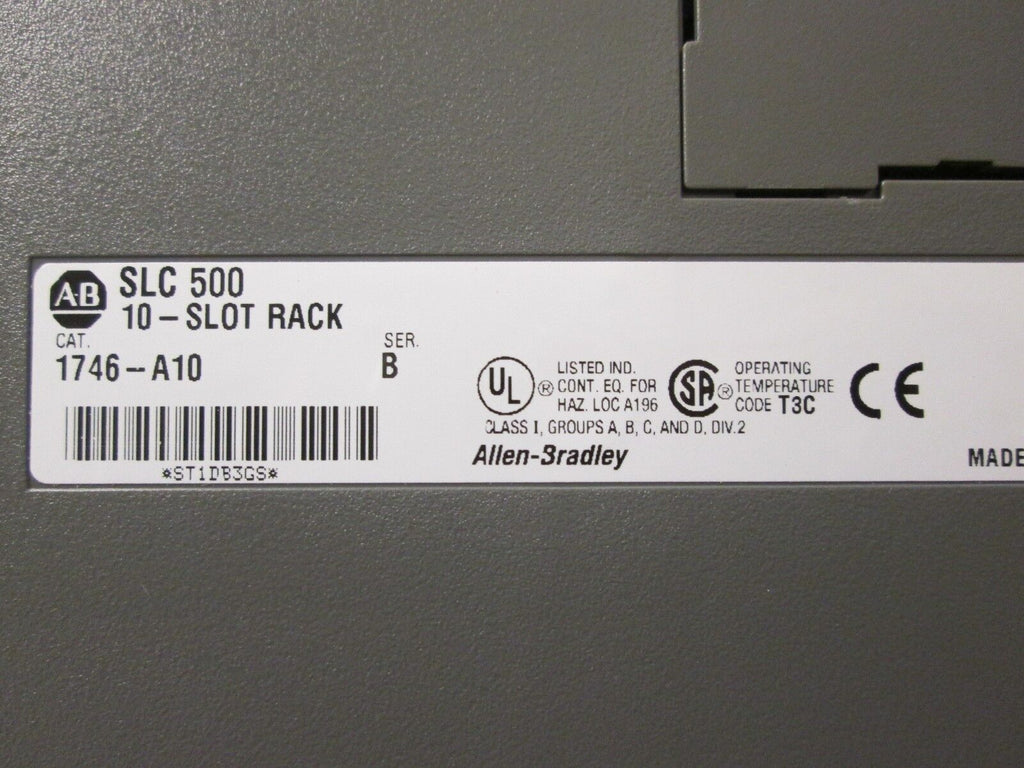 A-B SLC 500
10-SLOT RACK
CAT. SER.
1746-A10 B
*ST1DB3GS*
UL ® LISTED IND.
CONT. EQ. FOR
HAZ. LOC A196
SA ® OPERATING
TEMPERATURE
CODE T3C
CE
CLASS I, GROUPS A, B, C, AND D, DIV.2
Allen-Bradley
MADE